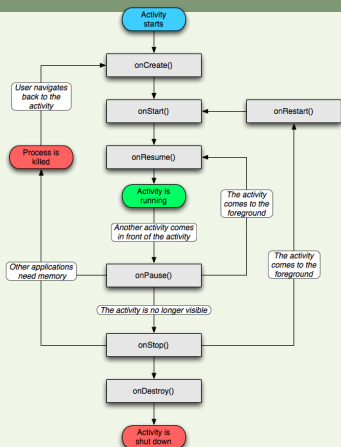 Activity
starts
onCreate()
User navigates
back to the
activity
onStart()
onRestart()
Process is
killed
onResume()
Activity is
running
The activity
comes to the
foreground
Another activity comes
in front of the activity
The activity
comes to the
foreground
Other applications
need memory
onPause()
The activity is no longer visible
onStop()
onDestroy()
Activity is
shut down